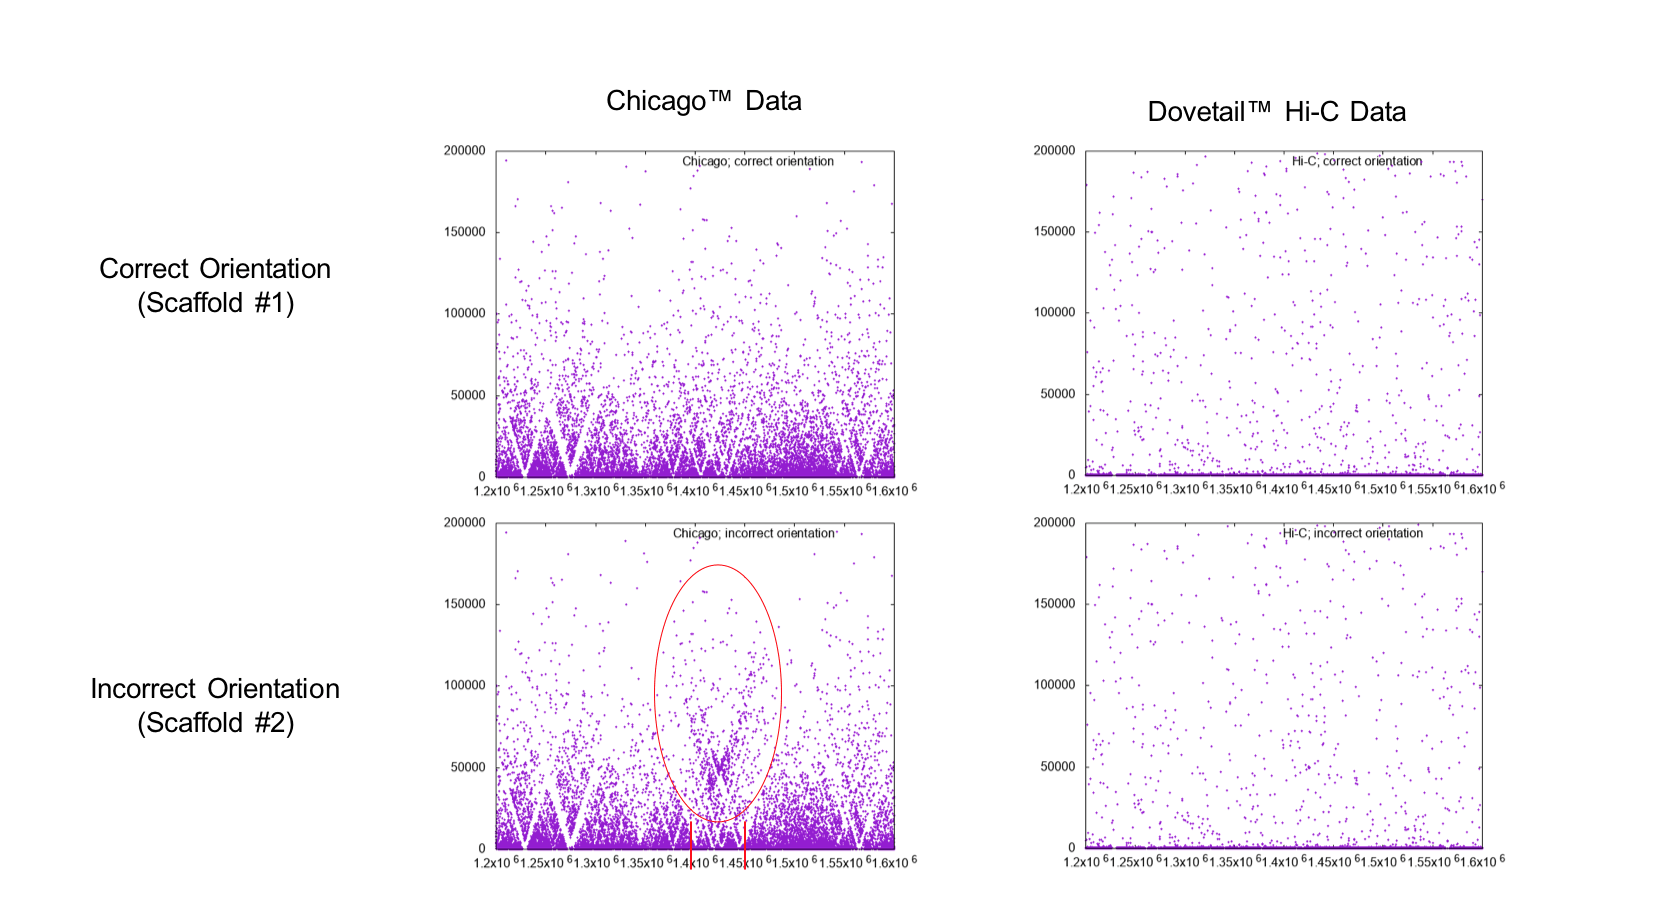 Chicago™ Data
Dovetail™ Hi-C Data
Correct Orientation
(Scaffold #1)
Chicago; correct orientation
200000
150000
100000
50000
0
1.2x10 6 1.25x10 6 1.3x10 6 1.35x10 6 1.4x10 6 1.45x10 6 1.5x10 6 1.55x10 6 1.6x10 6
Hi-C; correct orientation
200000
150000
100000
50000
0
1.2x10 6 1.25x10 6 1.3x10 6 1.35x10 6 1.4x10 6 1.45x10 6 1.5x10 6 1.55x10 6 1.6x10 6
Incorrect Orientation
(Scaffold #2)
Chicago; incorrect orientation
200000
150000
100000
50000
0
1.2x10 6 1.25x10 6 1.3x10 6 1.35x10 6 1.4x10 6 1.45x10 6 1.5x10 6 1.55x10 6 1.6x10 6
Hi-C; incorrect orientation
200000
150000
100000
50000
0
1.2x10 6 1.25x10 6 1.3x10 6 1.35x10 6 1.4x10 6 1.45x10 6 1.5x10 6 1.55x10 6 1.6x10 6